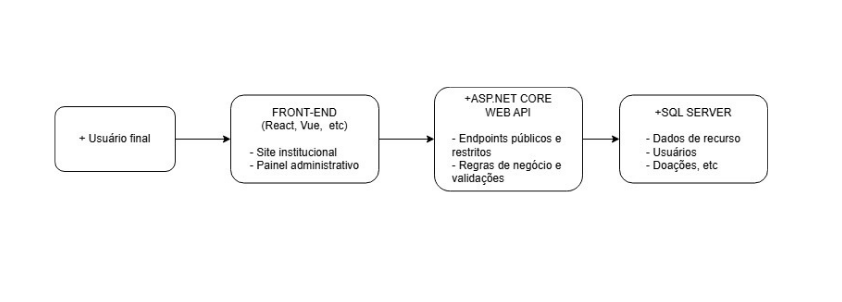 + Usuário final
FRONT-END
(React, Vue, etc)
- Site institucional
- Painel administrativo
+ASP.NET CORE
WEB API
- Endpoints públicos e
restritos
- Regras de negócio e
validações
+SQL SERVER
- Dados de recurso
- Usuários
- Doações, etc